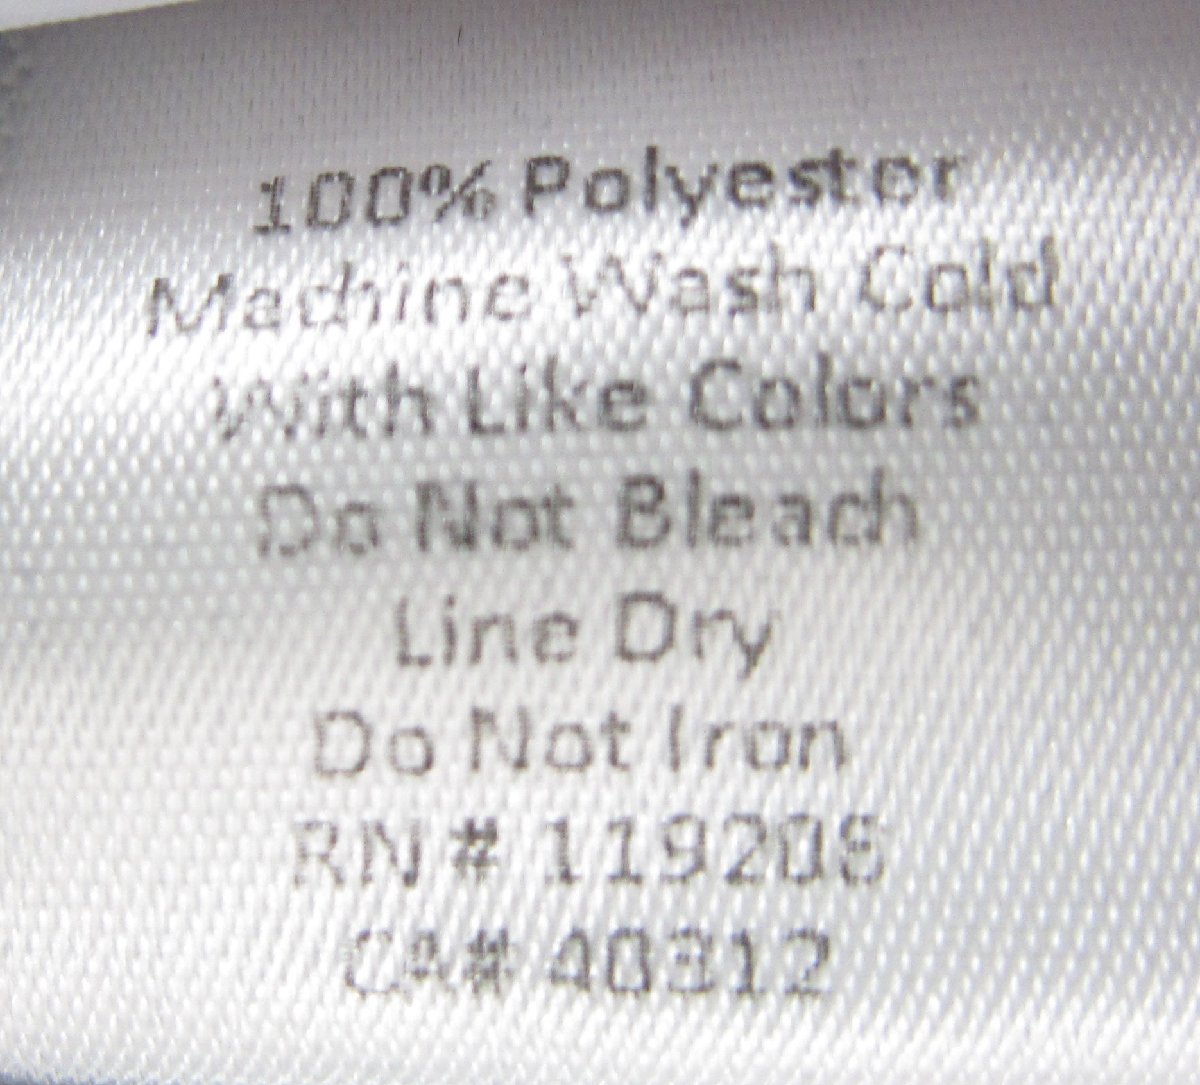 100% Polyester
Machine Wash Cold
With Like Colors
Do Not Bleach
Line Dry
Do Not Iron
RN # 119208
CA# 40312